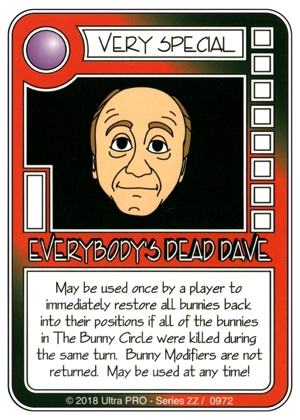 VERY SPECIAL
EVERYBODY'S DEAD DAVE
May be used once by a player to
immediately restore all bunnies back
into their positions if all of the bunnies
in The Bunny Circle were killed during
the same turn. Bunny Modifiers are not
returned. May be used at any time!
© 2018 Ultra PRO - Series ZZ / 0972